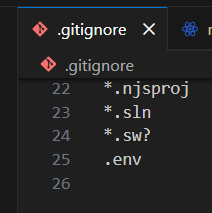 .gitignore
.gitignore
22 *.njsproj
23 *.sln
24 *.sw?
25 .env
26